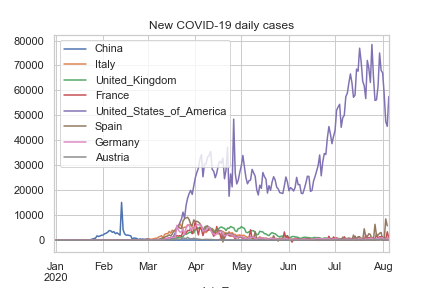 New COVID-19 daily cases
80000
70000
60000
50000
40000
30000
20000
10000
0
China
Italy
United_Kingdom
France
United_States_of_America
Spain
Germany
Austria
Jan Feb Mar Apr May Jun Jul Aug
2020